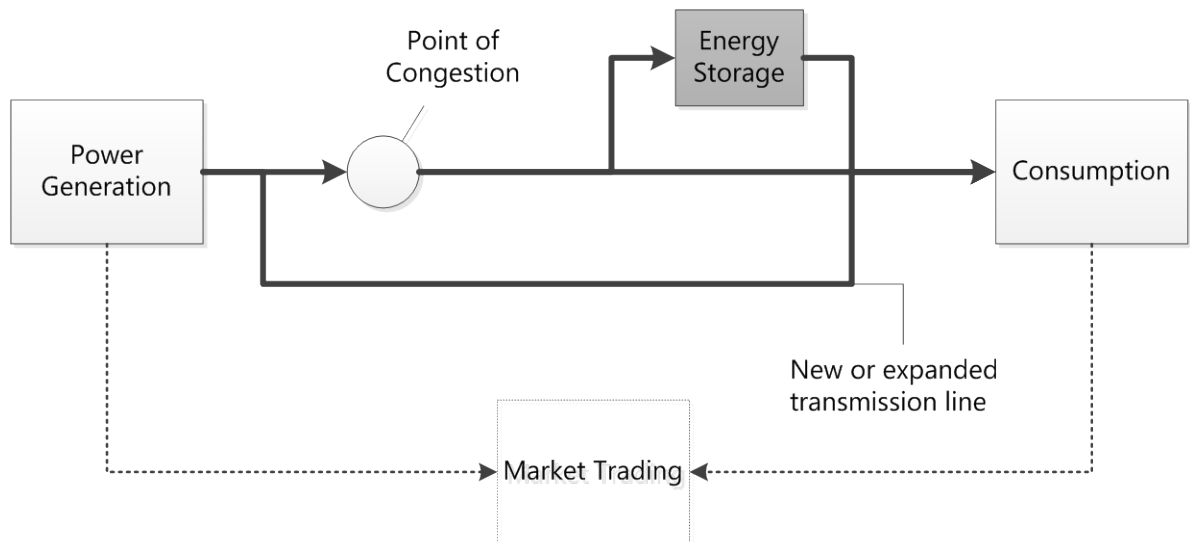 Point of
Congestion
Energy
Storage
Power
Generation
Consumption
New or expanded
transmission line
Market Trading